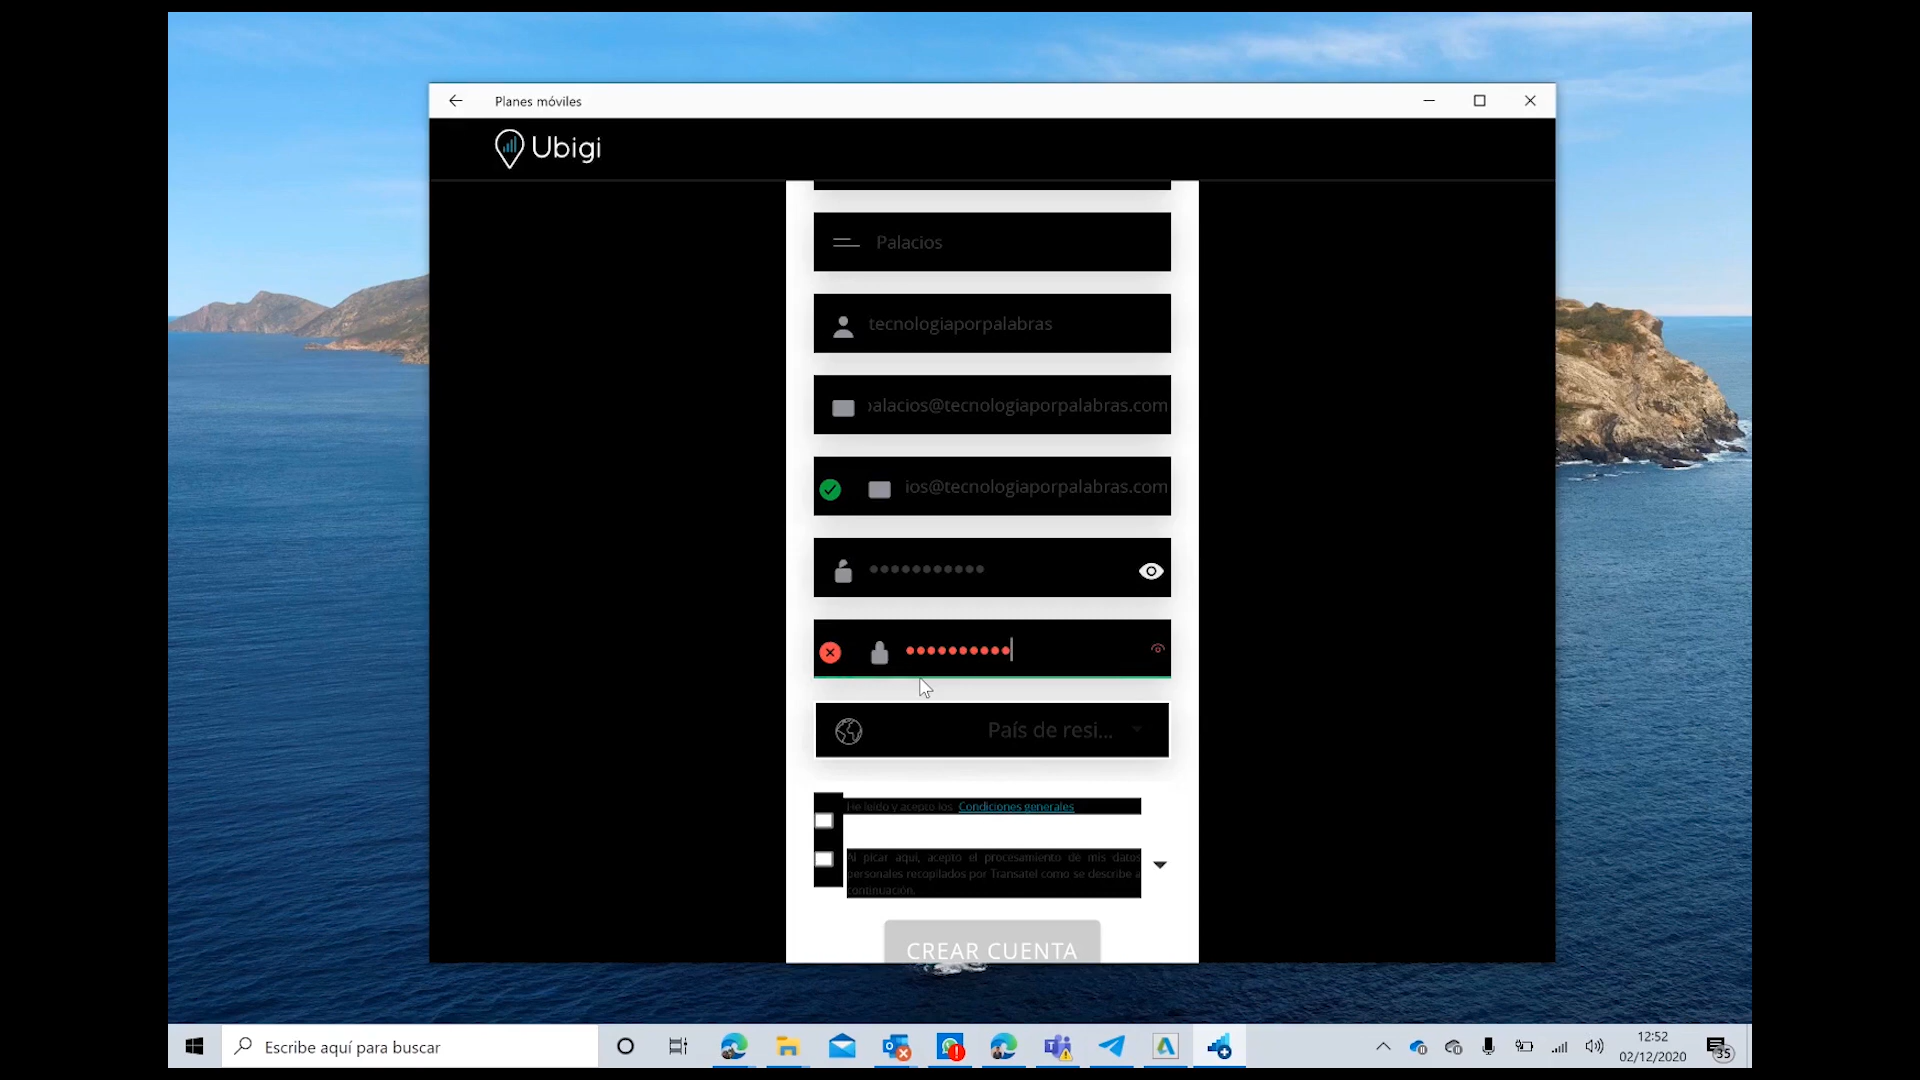 Planes móviles
Ubigi
Palacios
tecnologiaporpalabras
palacios@tecnologiaporpalabras.com
ios@tecnologiaporpalabras.com
País de resi...
He leído y acepto los Condiciones generales
Al picar aquí, acepto el procesamiento de mis datos
personales recopilados por Transatel como se describe a
continuación.
CREAR CUENTA
Escribe aquí para buscar
12:52
02/12/2020
35